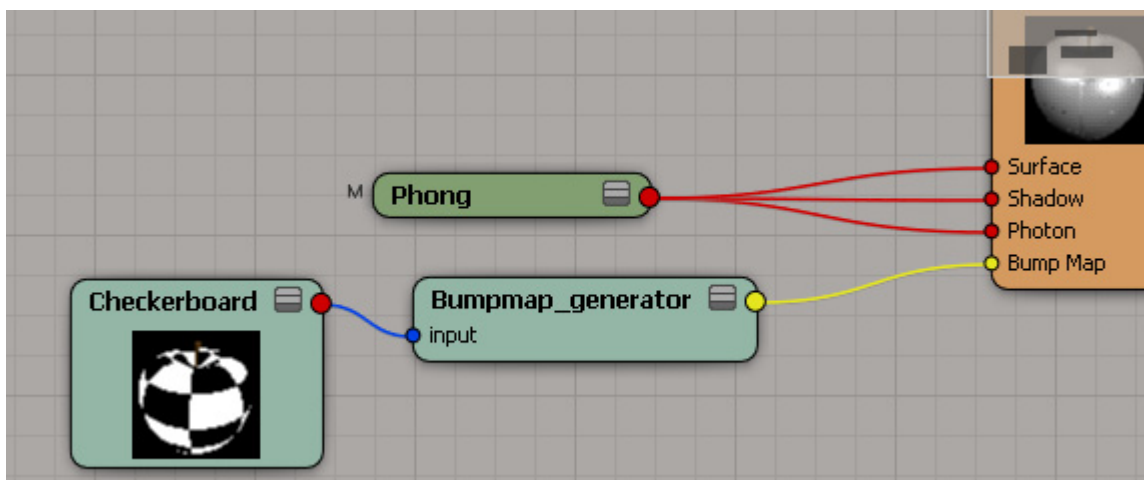 M
Phong
Surface
Shadow
Photon
Bump Map
Checkerboard
Bumpmap_generator
input